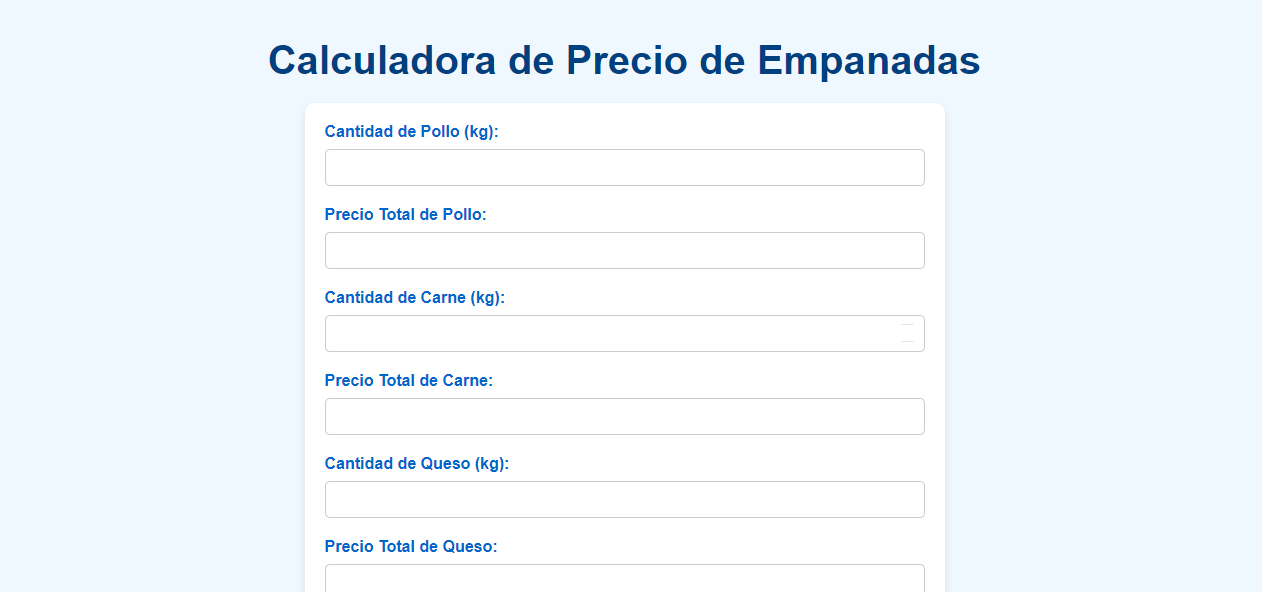 Calculadora de Precio de Empanadas
Cantidad de Pollo (kg):
Precio Total de Pollo:
Cantidad de Carne (kg):
Precio Total de Carne:
Cantidad de Queso (kg):
Precio Total de Queso: